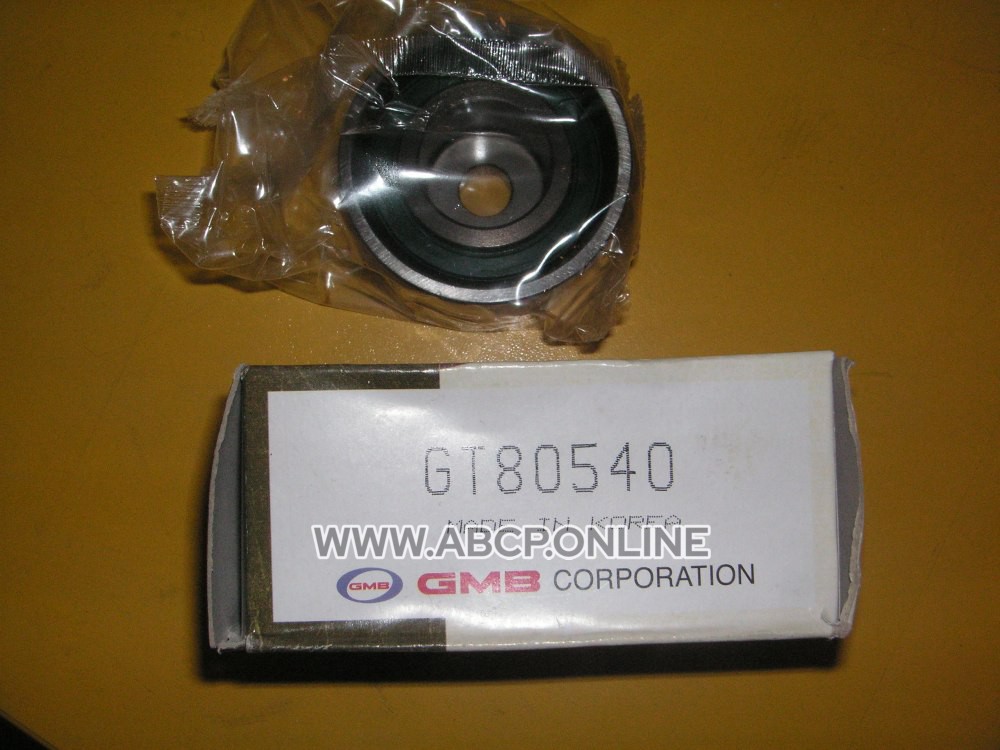 GT80540
MADE IN KOREA
WWW.ABCP.ONLINE
GMB GMB CORPORATION